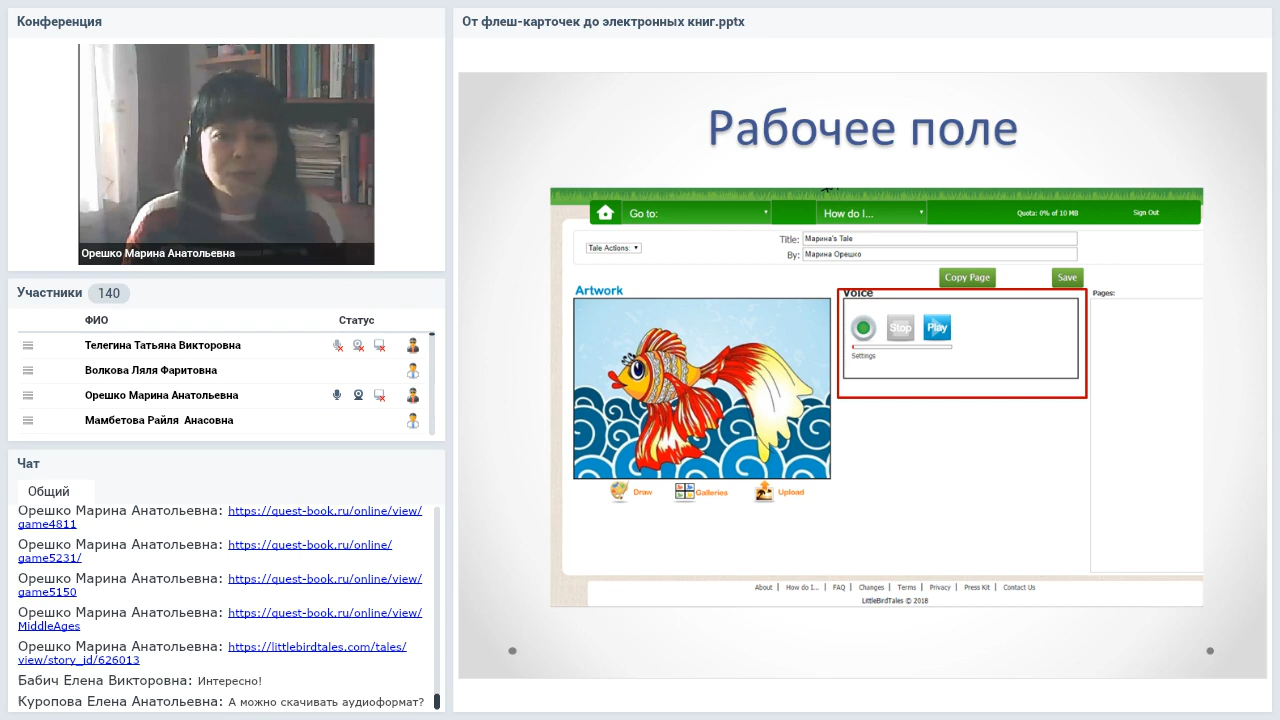 Конференция
Орешко Марина Анатольевна
Участники 140
ФИО Статус
Телегина Татьяна Викторовна
Волкова Ляля Фаритовна
Орешко Марина Анатольевна
Мамбетова Райля Анасовна
Чат
Общий
Орешко Марина Анатольевна: https://quest-book.ru/online/view/
game4811
Орешко Марина Анатольевна: https://quest-book.ru/online/
game5231/
Орешко Марина Анатольевна: https://quest-book.ru/online/view/
game5150
Орешко Марина Анатольевна: https://quest-book.ru/online/view/
MiddleAges
Орешко Марина Анатольевна: https://littlebirdtales.com/tales/
view/story_id/626013
Бабич Елена Викторовна: Интересно!
Куропова Елена Анатольевна: А можно скачивать аудиоформат?
От флеш-карточек до электронных книг.pptx
Рабочее поле
Go to: How do I... Quota: 0% of 10 MB Sign Out
Tale Actions: Title: Марина's Tale
By: Марина Орешко
Copy Page Save
Artwork Voice Pages:
Stop Play
Settings
Draw Galleries Upload
About | How do I... | FAQ | Changes | Terms | Privacy | Press Kit | Contact Us
LittleBirdTales © 2018